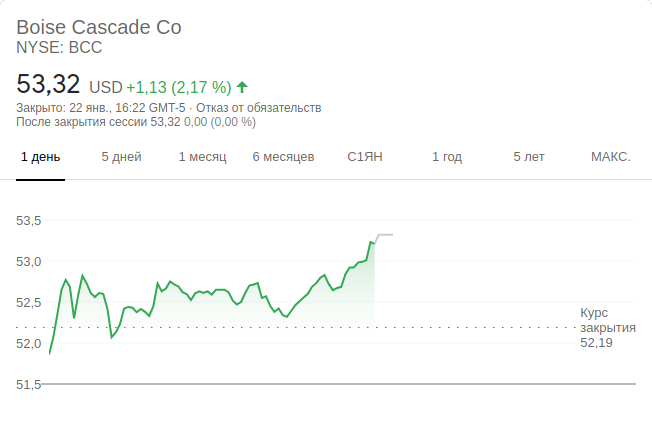 Boise Cascade Co
NYSE: BCC
53,32 USD +1,13 (2,17 %)
Закрыто: 22 янв., 16:22 GMT-5 · Отказ от обязательств
После закрытия сессии 53,32 0,00 (0,00 %)
1 день 5 дней 1 месяц 6 месяцев С1ЯН 1 год 5 лет МАКС.
53,5
53,0
52,5
52,0
51,5
Курс
закрытия
52,19